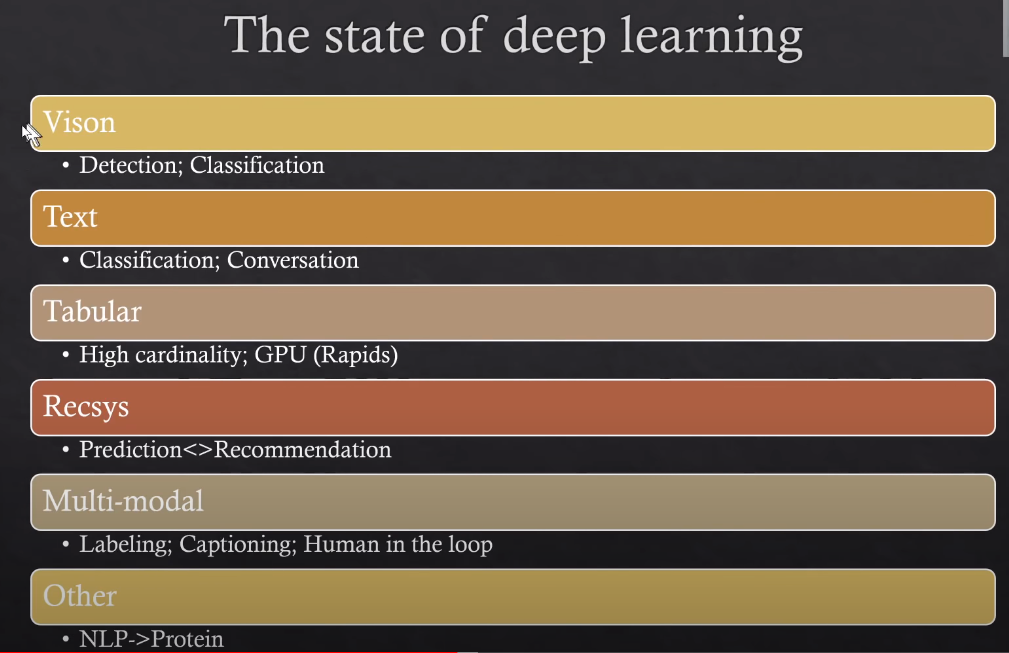 The state of deep learning
Vison
• Detection; Classification
Text
• Classification; Conversation
Tabular
• High cardinality; GPU (Rapids)
Recsys
• Prediction<>Recommendation
Multi-modal
• Labeling; Captioning; Human in the loop
Other
• NLP->Protein